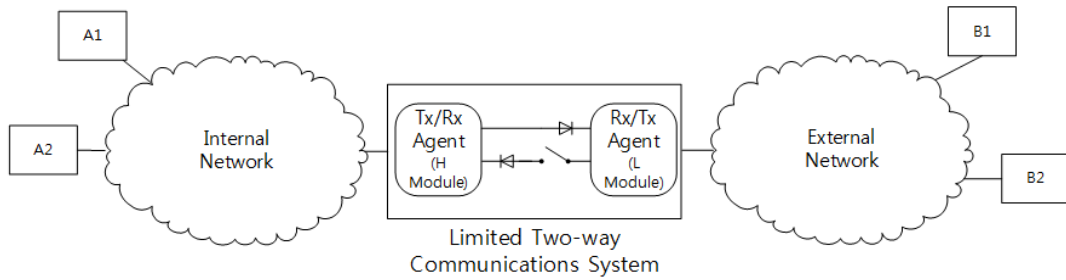 A1
A2
Internal
Network
Tx/Rx
Agent
(H
Module)
Rx/Tx
Agent
(L
Module)
Limited Two-way
Communications System
External
Network
B1
B2